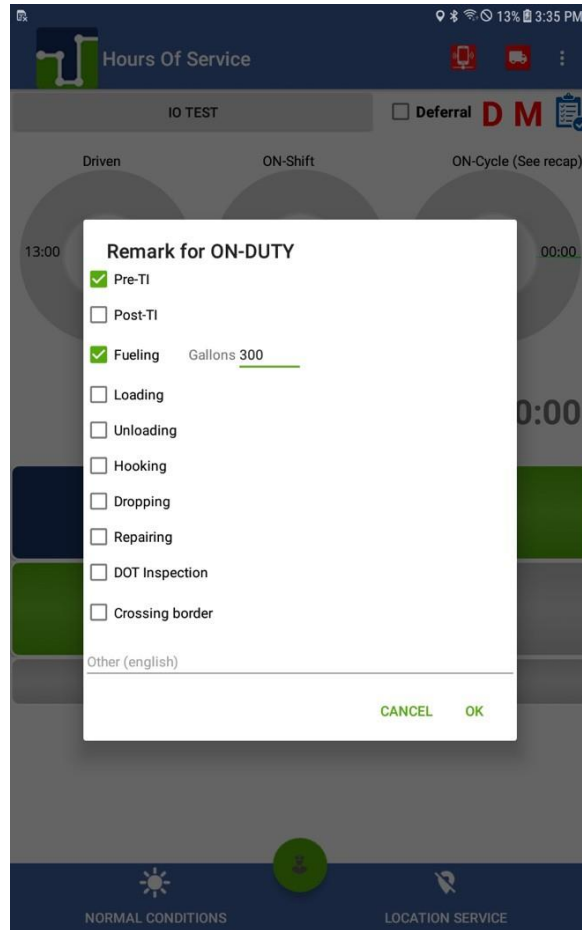 13% 3:35 PM
Hours Of Service
IO TEST
Deferral D M
Driven ON-Shift ON-Cycle (See recap)
13:00 00:00
Remark for ON-DUTY
Pre-TI
Post-TI
Fueling Gallons 300
Loading
0:00
Unloading
Hooking
Dropping
Repairing
DOT Inspection
Crossing border
Other (english)
CANCEL OK
NORMAL CONDITIONS LOCATION SERVICE